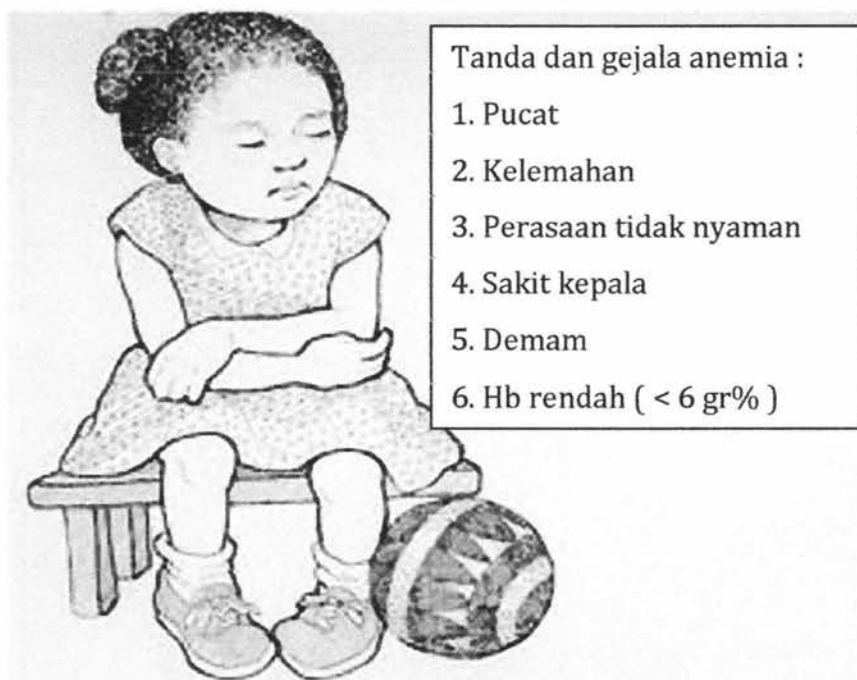 Tanda dan gejala anemia :
1. Pucat
2. Kelemahan
3. Perasaan tidak nyaman
4. Sakit kepala
5. Demam
6. Hb rendah ( < 6 gr% )